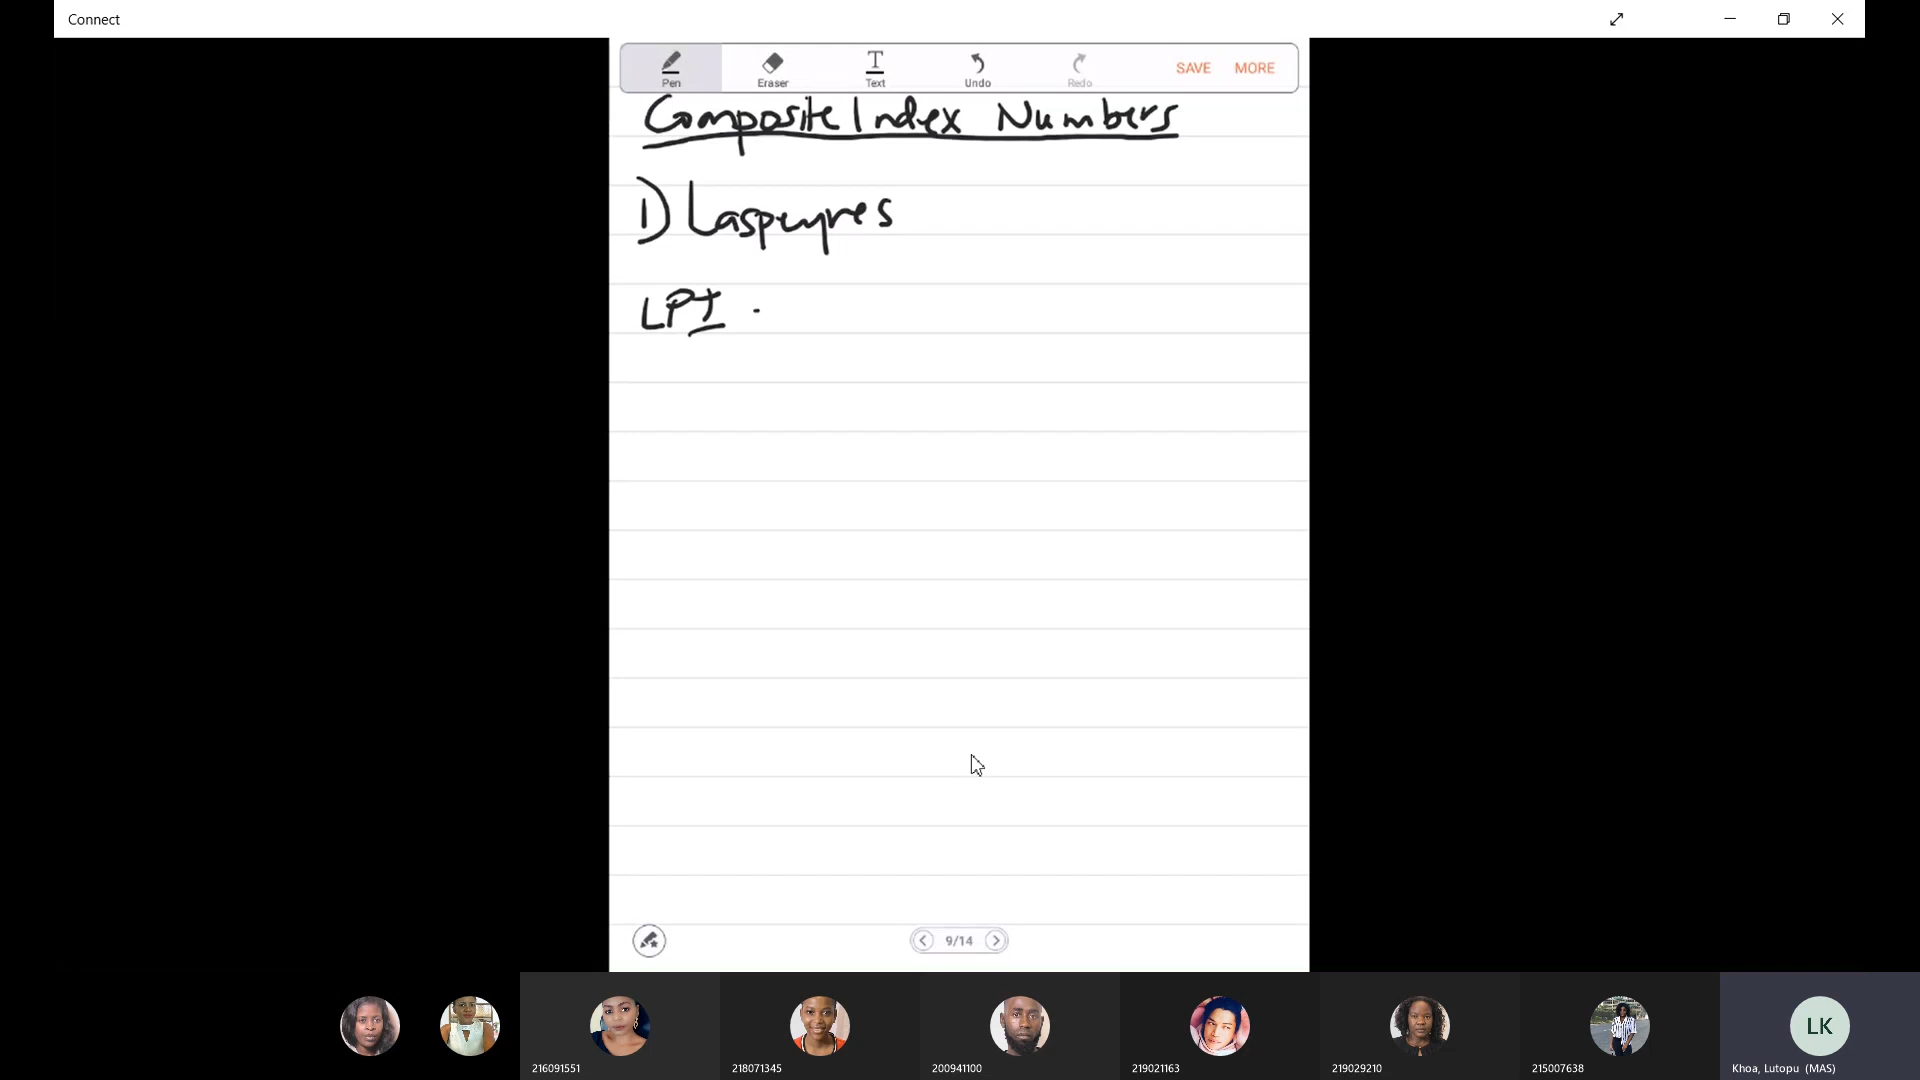 Connect
Pen Eraser Text Undo Redo SAVE MORE
Composite Index Numbers
1) Laspeyres
LPI
9/14
216091551 218071345 200941100 219021163 219029210 215007638 LK
Khoa, Lutopu (MAS)